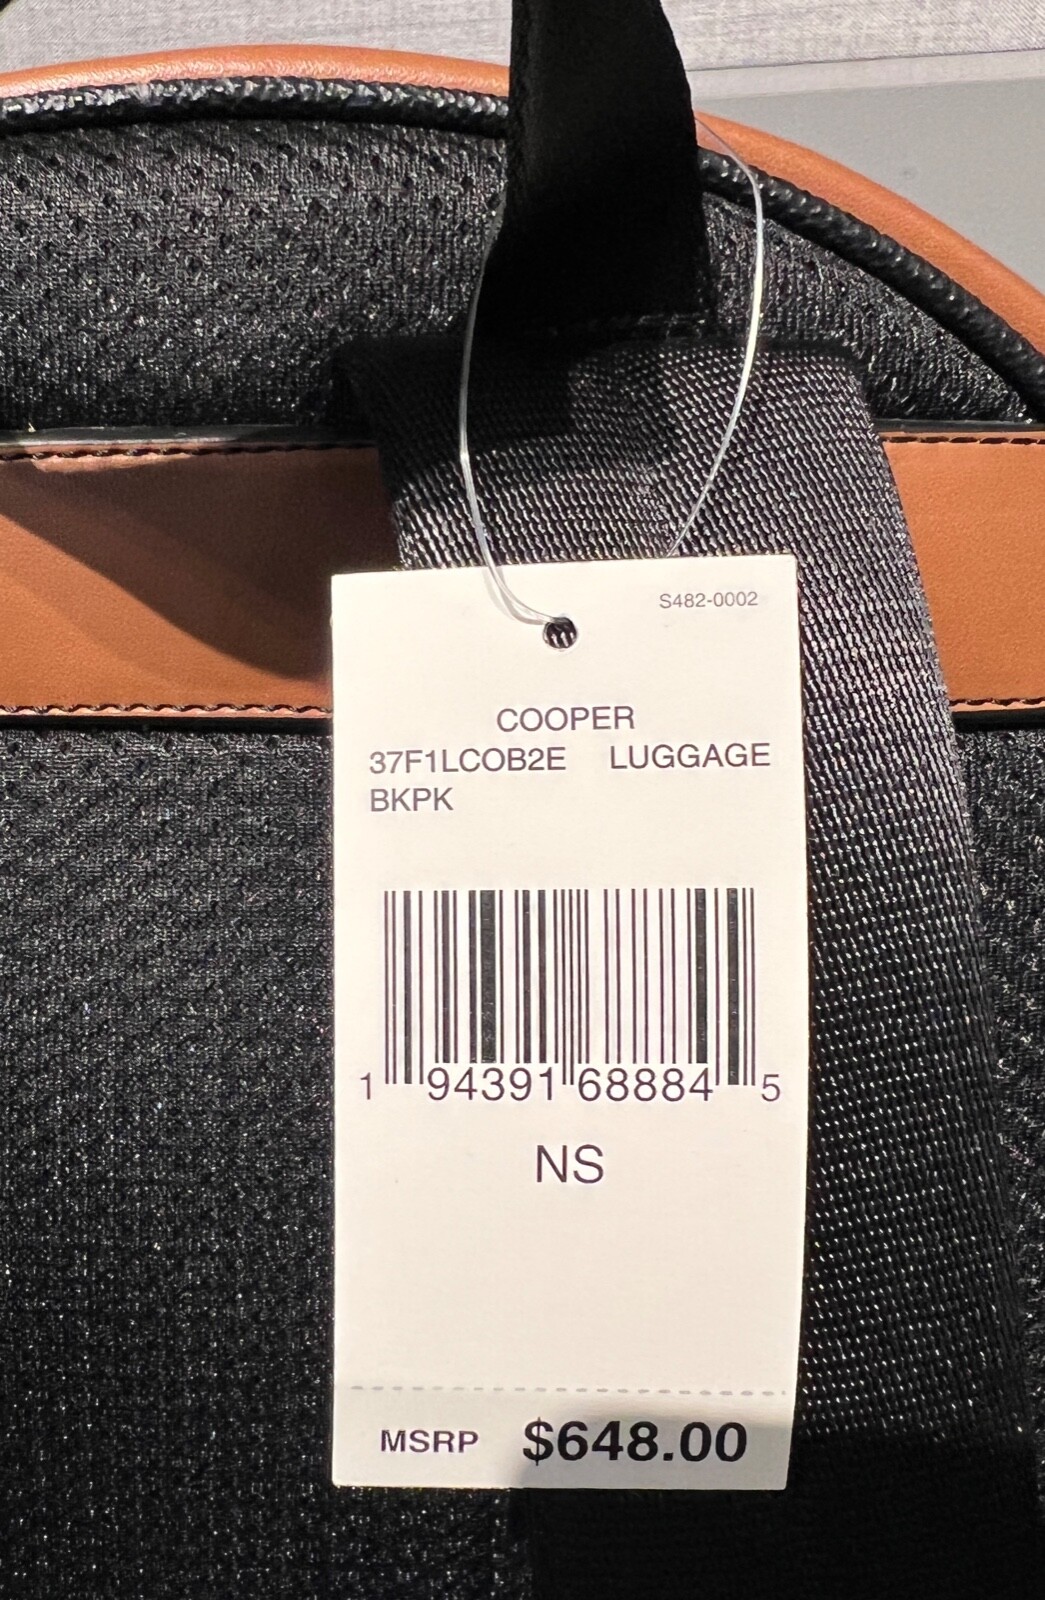 S482-0002
COOPER
37F1LCOB2E LUGGAGE
BKPK
1 94391 68884 5
NS
MSRP $648.00